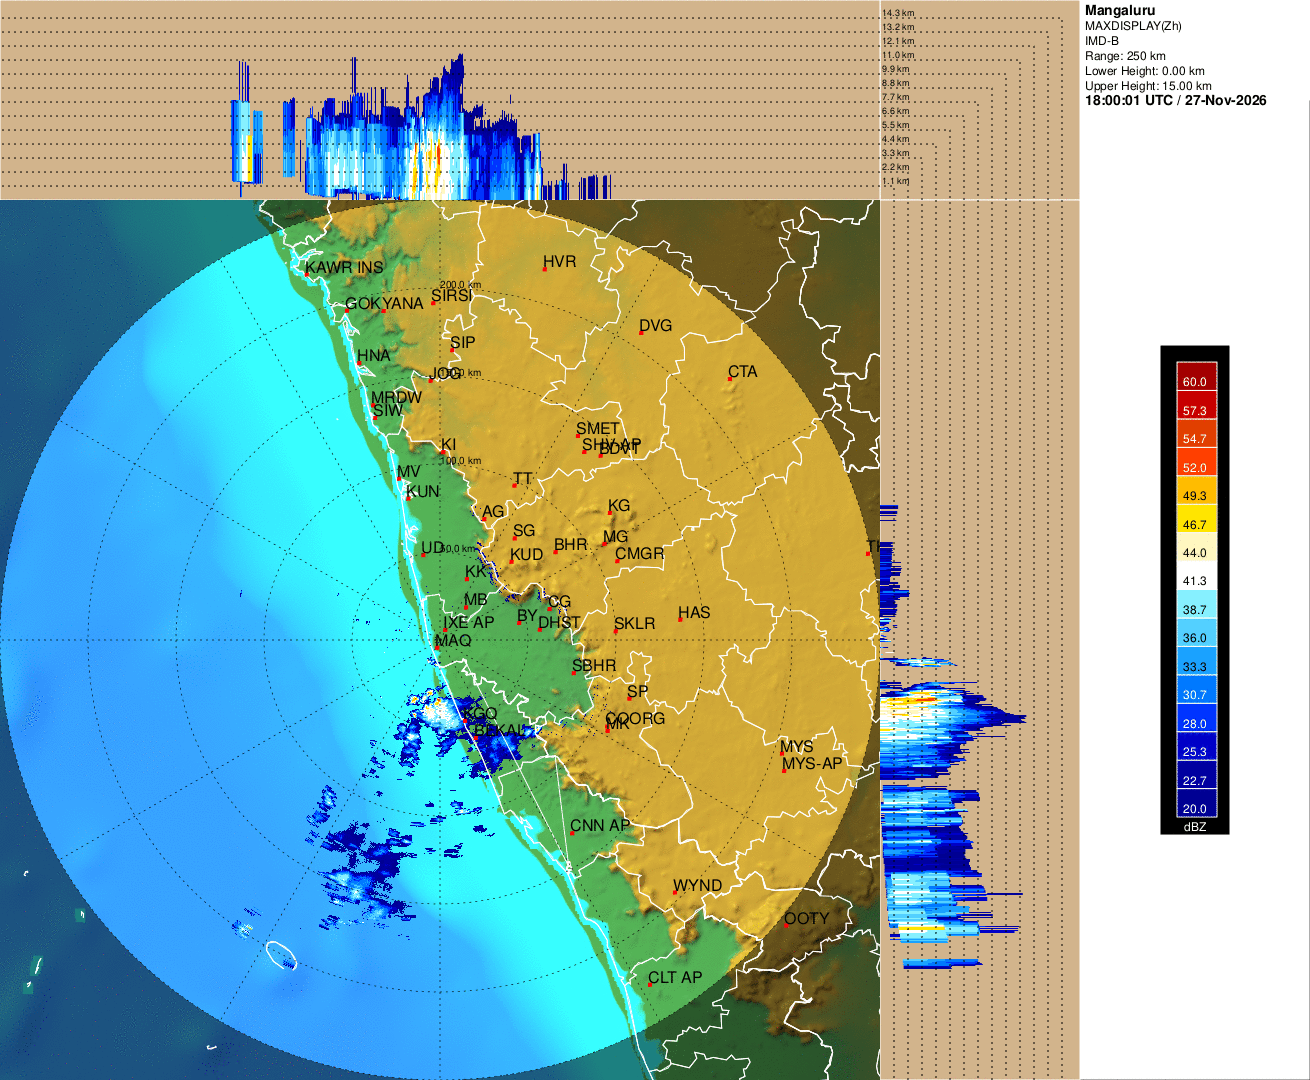 14.3 km
13.2 km
12.1 km
11.0 km
9.9 km
8.8 km
7.7 km
6.6 km
5.5 km
4.4 km
3.3 km
2.2 km
1.1 km
Mangaluru
MAXDISPLAY(Zh)
IMD-B
Range: 250 km
Lower Height: 0.00 km
Upper Height: 15.00 km
18:00:01 UTC / 27-Nov-2026
KAWR INS
HVR
200.0 km
SIRSI
GOKYANA
DVG
SIP
HNA
JOG
CTA
MRDW
SIW
SMET
SHV-AP
BDVT
KI
100.0 km
MV
TT
KUN
KG
AG
SG
MG
UD
50.0 km
KUD
BHR
CMGR
KK
MB
CG
IXE AP
BY
DHST
SKLR
HAS
MAQ
SBHR
SP
KGQ
COORG
MK
MYS
MYS-AP
CNN AP
WYND
OOTY
CLT AP
60.0
57.3
54.7
52.0
49.3
46.7
44.0
41.3
38.7
36.0
33.3
30.7
28.0
25.3
22.7
20.0
dBZ